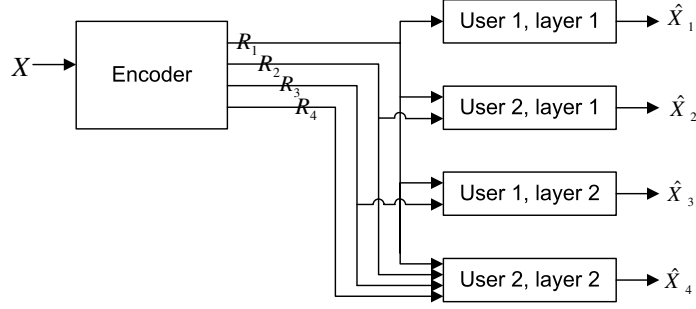 User 1, layer 1
X̂ 1
R1
X
Encoder
R2
R3
R4
User 2, layer 1
X̂ 2
User 1, layer 2
X̂ 3
User 2, layer 2
X̂ 4